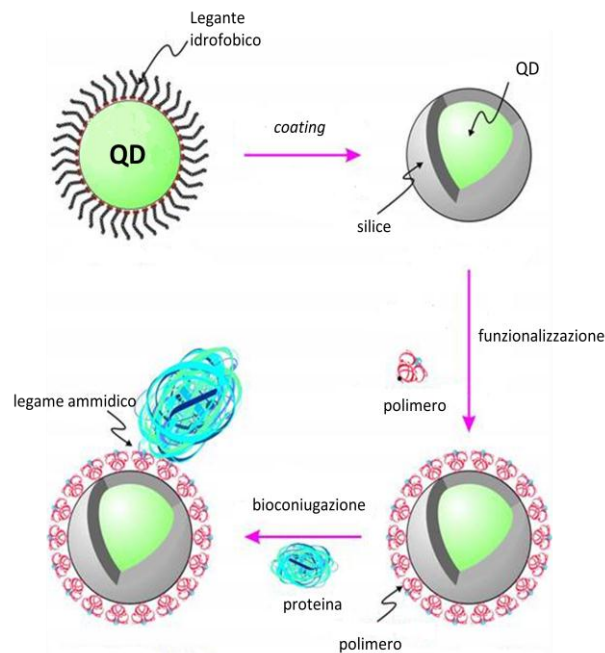 Legante
idrofobico
QD
QD
coating
silice
funzionalizzazione
polimero
legame ammidico
bioconiugazione
proteina
polimero